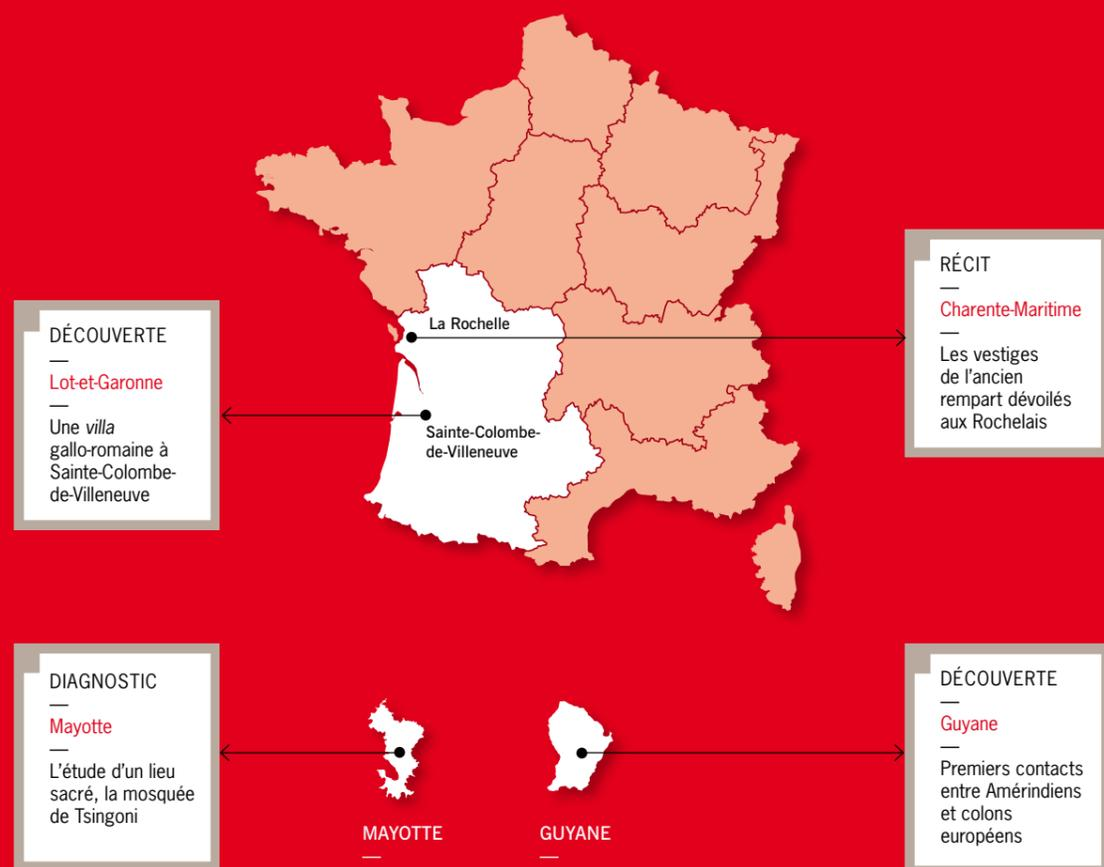 RÉCIT
—
Charente-Maritime
—
Les vestiges
de l'ancien
rempart dévoilés
aux Rochelais
La Rochelle
DÉCOUVERTE
—
Lot-et-Garonne
—
Une villa
gallo-romaine à
Sainte-Colombe-
de-Villeneuve
Sainte-Colombe-
de-Villeneuve
DIAGNOSTIC
—
Mayotte
—
L'étude d'un lieu
sacré, la mosquée
de Tsingoni
MAYOTTE
—
GUYANE
—
DÉCOUVERTE
—
Guyane
—
Premiers contacts
entre Amérindiens
et colons
européens